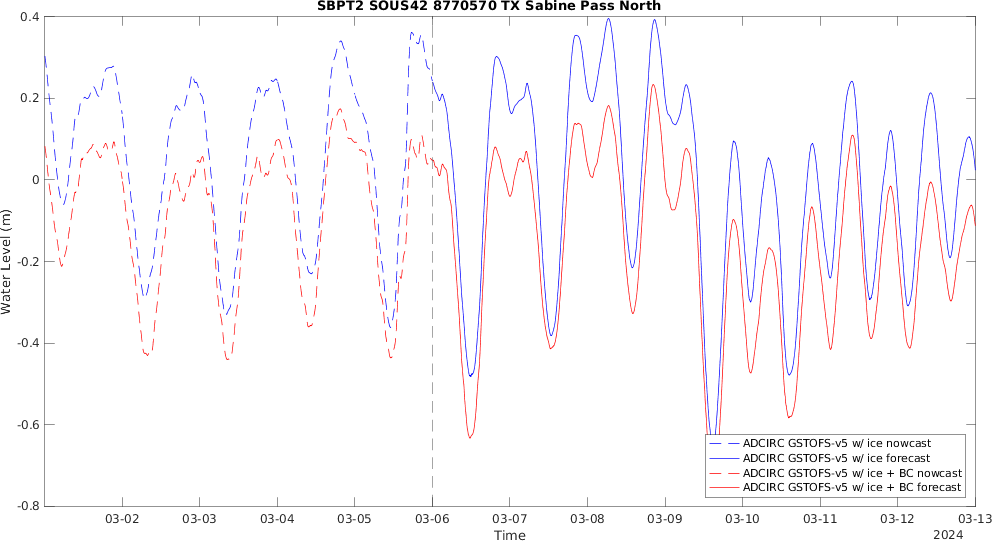 SBPT2 SOUS42 8770570 TX Sabine Pass North
Water Level (m)
0.4
0.2
0
-0.2
-0.4
-0.6
-0.8
ADCIRC GSTOFS-v5 w/ ice nowcast
ADCIRC GSTOFS-v5 w/ ice forecast
ADCIRC GSTOFS-v5 w/ ice + BC nowcast
ADCIRC GSTOFS-v5 w/ ice + BC forecast
03-02 03-03 03-04 03-05 03-06 03-07 03-08 03-09 03-10 03-11 03-12 03-13
Time
2024